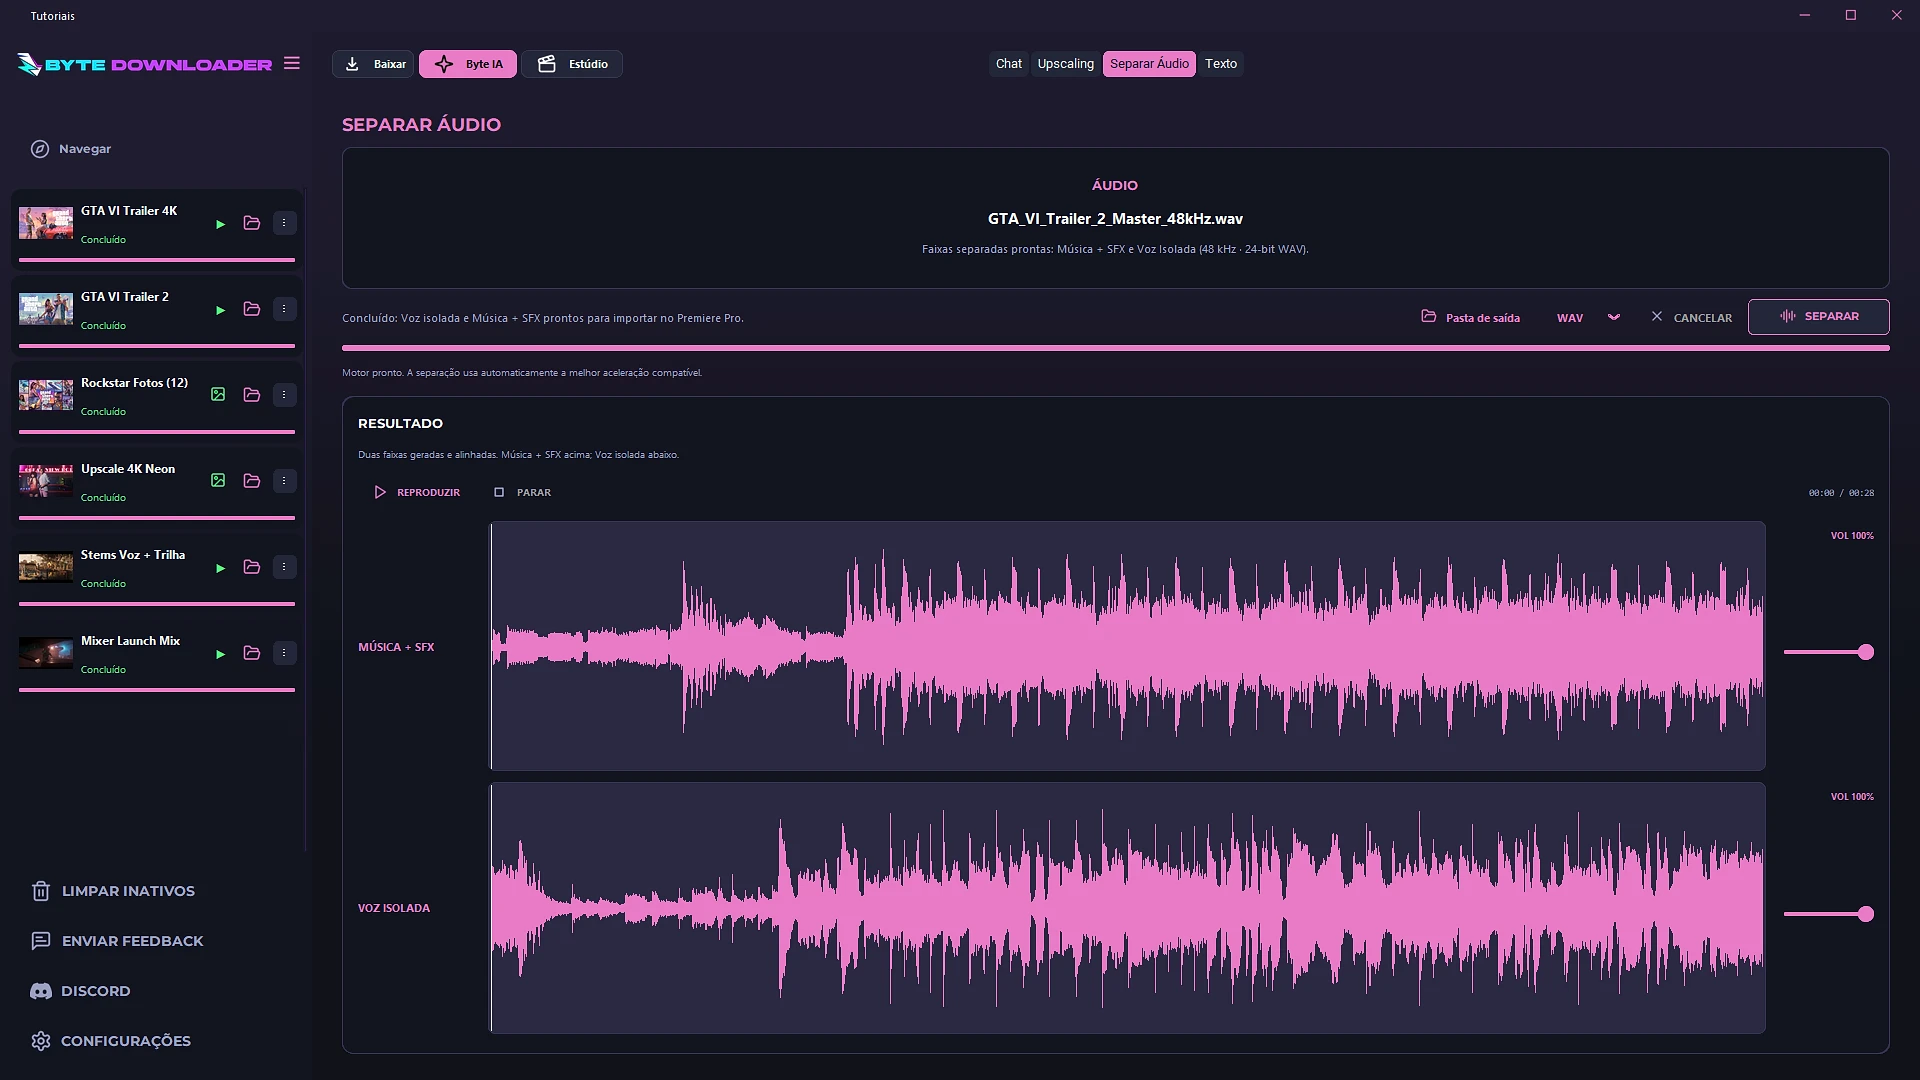 Tutoriais
BYTE DOWNLOADER
Baixar
Byte IA
Estúdio
Chat
Upscaling
Separar Áudio
Texto
Navegar
GTA VI Trailer 4K
Concluído
GTA VI Trailer 2
Concluído
Rockstar Fotos (12)
Concluído
Upscale 4K Neon
Concluído
Stems Voz + Trilha
Concluído
Mixer Launch Mix
Concluído
LIMPAR INATIVOS
ENVIAR FEEDBACK
DISCORD
CONFIGURAÇÕES
SEPARAR ÁUDIO
ÁUDIO
GTA_VI_Trailer_2_Master_48kHz.wav
Faixas separadas prontas: Música + SFX e Voz Isolada (48 kHz · 24-bit WAV).
Concluído: Voz isolada e Música + SFX prontos para importar no Premiere Pro.
Pasta de saída
WAV
CANCELAR
SEPARAR
Motor pronto. A separação usa automaticamente a melhor aceleração compatível.
RESULTADO
Duas faixas geradas e alinhadas. Música + SFX acima; Voz isolada abaixo.
REPRODUZIR
PARAR
00:00 / 00:28
MÚSICA + SFX
VOL 100%
VOZ ISOLADA
VOL 100%